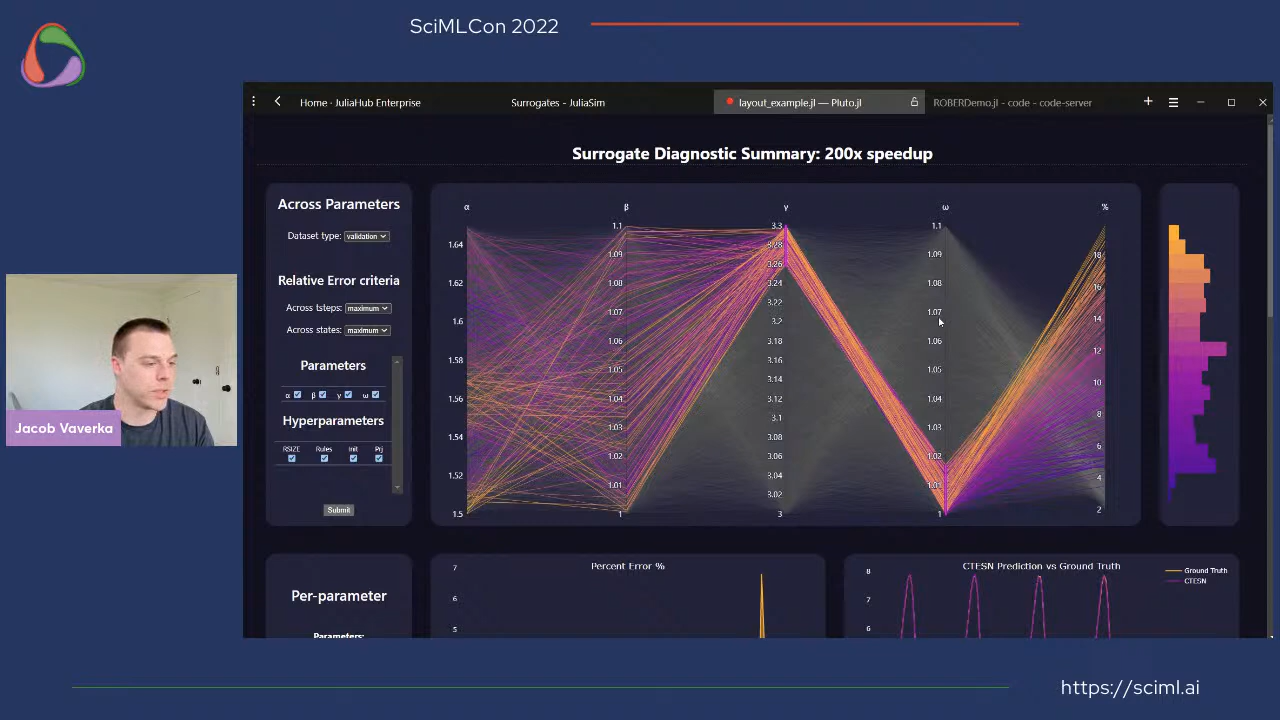 SciMLCon 2022
Home · JuliaHub Enterprise
Surrogates - JuliaSim
layout_example.jl — Pluto.jl
ROBERDemo.jl - code - code-server
Surrogate Diagnostic Summary: 200x speedup
Across Parameters
Dataset type: validation
Relative Error criteria
Across tsteps: maximum
Across states: maximum
Parameters
α β γ ω
Hyperparameters
RSIZE Rules Init Prj
Submit
α
1.64
1.62
1.6
1.58
1.56
1.54
1.52
1.5
β
1.1
1.09
1.08
1.07
1.06
1.05
1.04
1.03
1.02
1.01
1
γ
3.3
3.28
3.26
3.24
3.22
3.2
3.18
3.16
3.14
3.12
3.1
3.08
3.06
3.04
3.02
3
ω
1.1
1.09
1.08
1.07
1.06
1.05
1.04
1.03
1.02
1.01
1
%
18
16
14
12
10
8
6
4
2
Jacob Vaverka
Per-parameter
Parameters:
Percent Error %
7
6
5
CTESN Prediction vs Ground Truth
8
7
6
Ground Truth
CTESN
https://sciml.ai